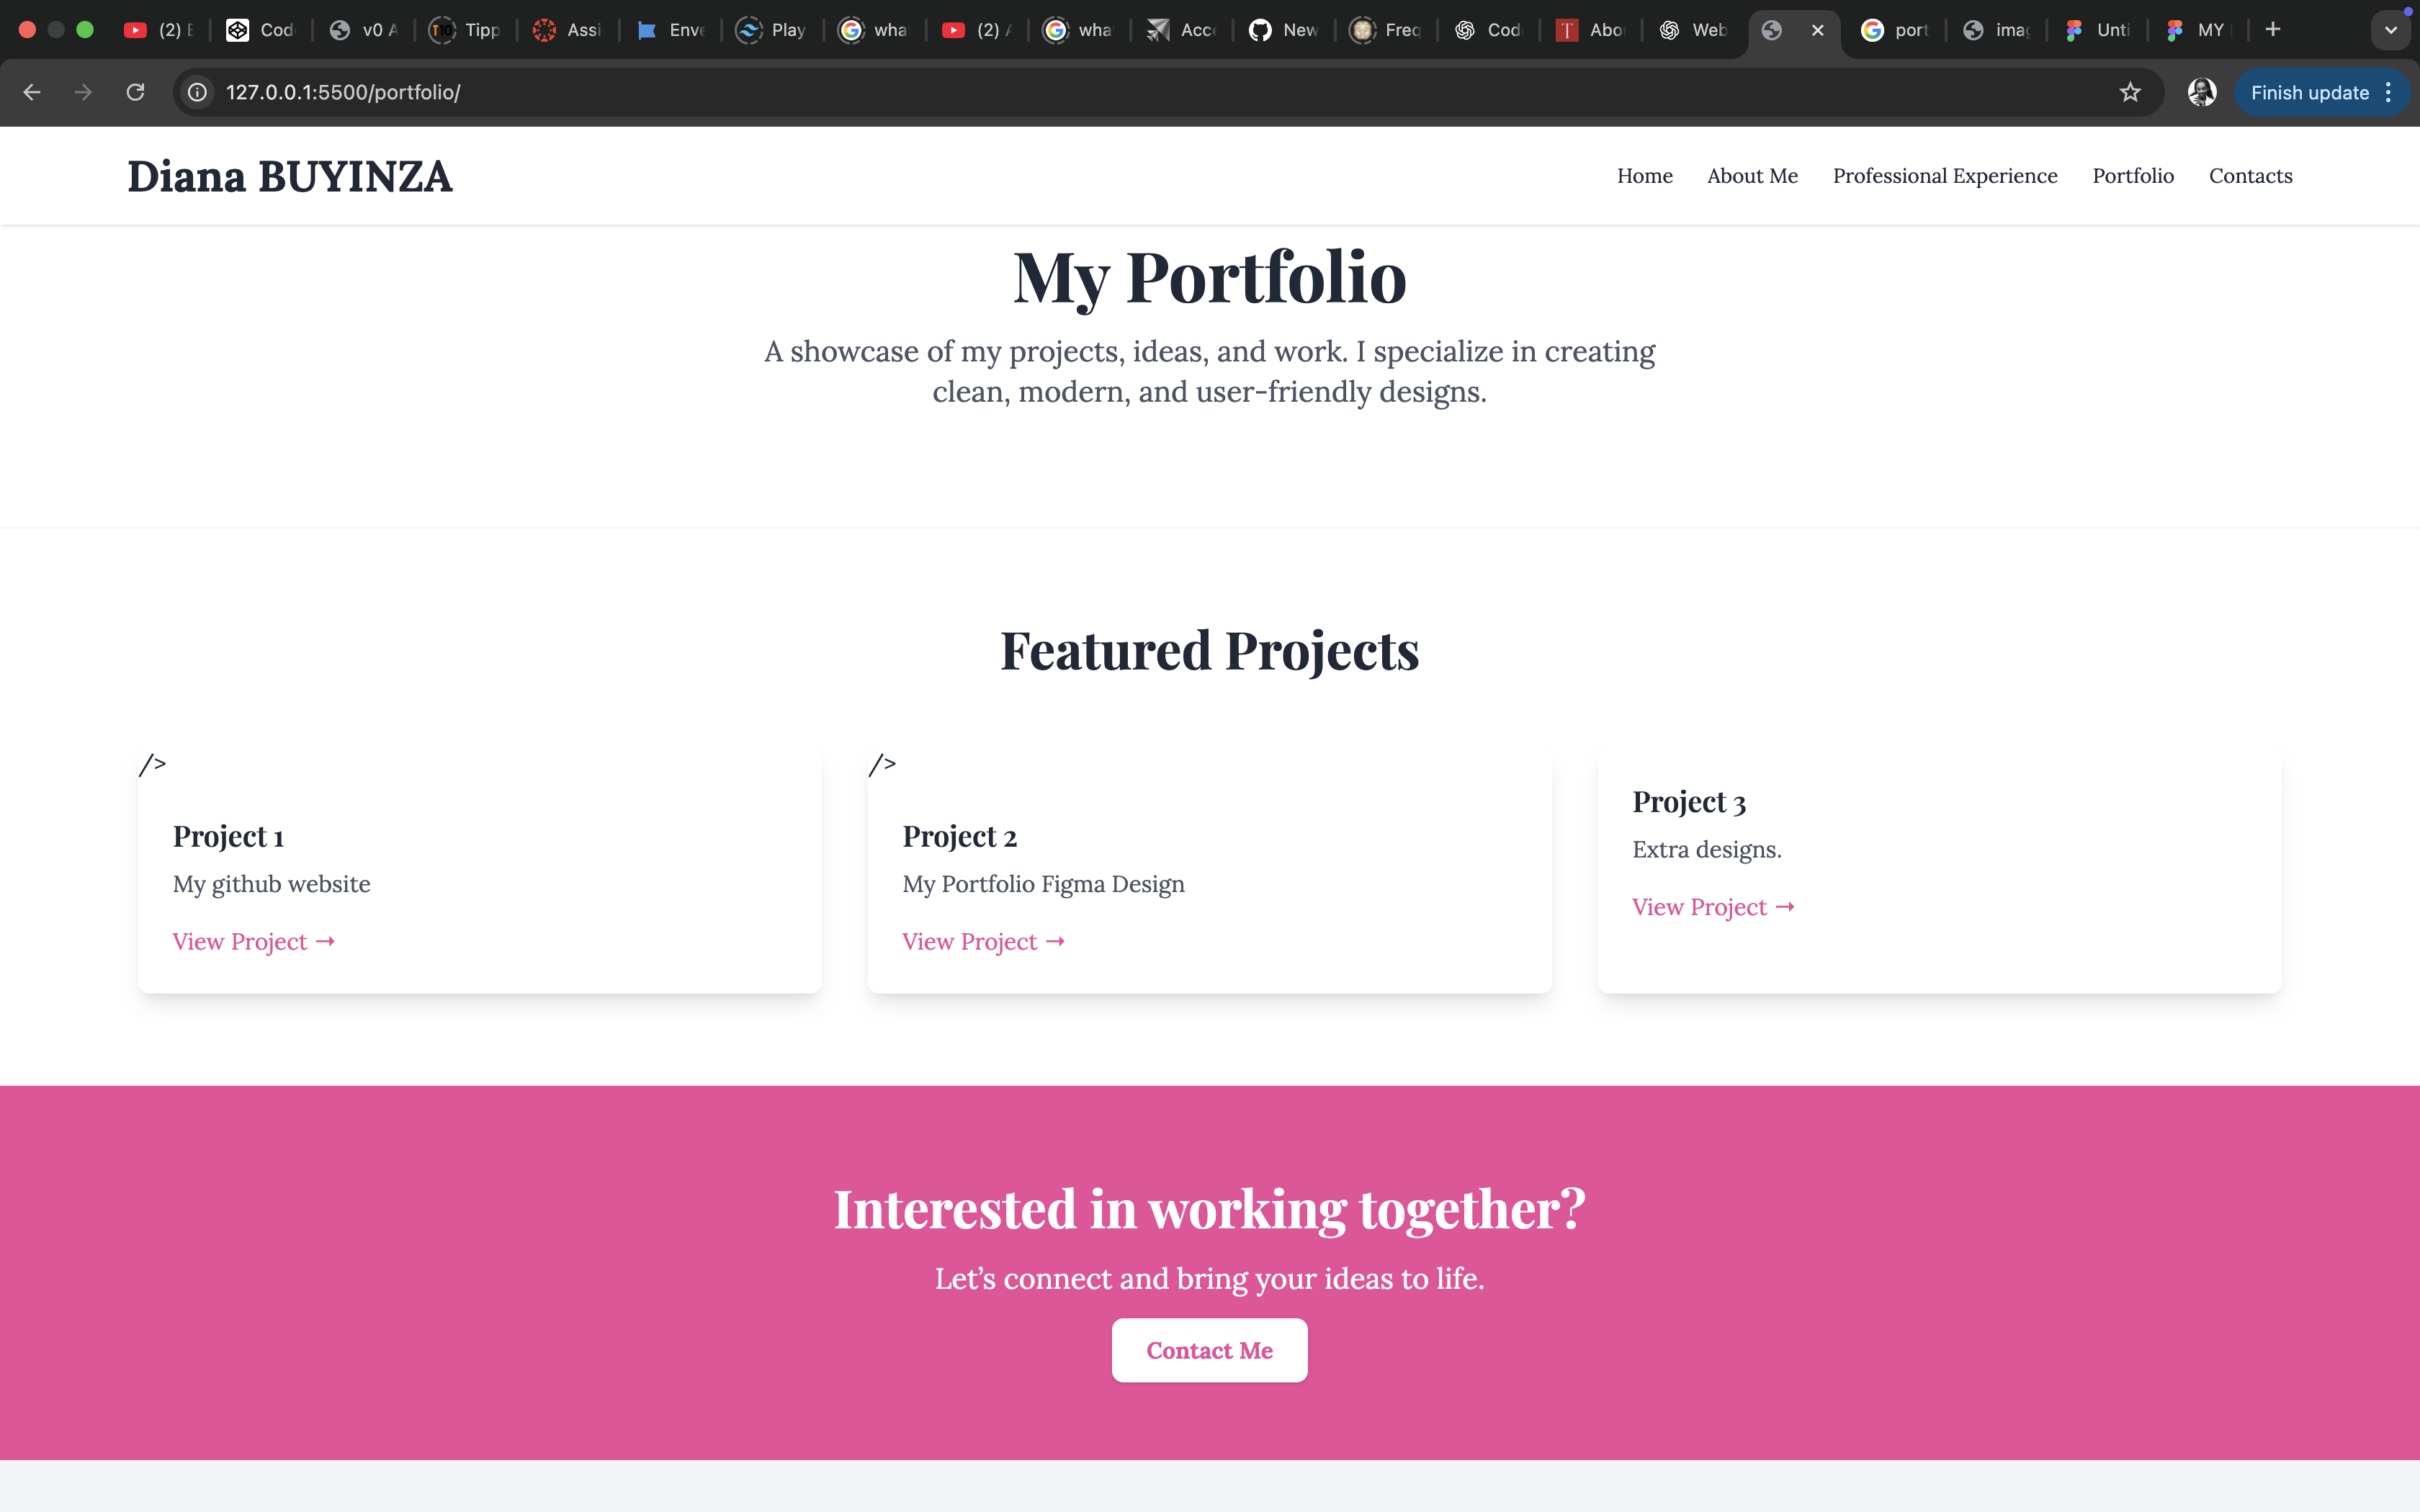 (2) E
Cod
v0 A
Tipp
Assi
Enve
Play
wha
(2) A
wha
Acce
New
Freq
Cod
Abo
Web
port
imag
Unti
MY
127.0.0.1:5500/portfolio/
Finish update
Diana BUYINZA
Home
About Me
Professional Experience
Portfolio
Contacts
My Portfolio
A showcase of my projects, ideas, and work. I specialize in creating
clean, modern, and user-friendly designs.
Featured Projects
/>
Project 1
My github website
View Project →
/>
Project 2
My Portfolio Figma Design
View Project →
Project 3
Extra designs.
View Project →
Interested in working together?
Let’s connect and bring your ideas to life.
Contact Me